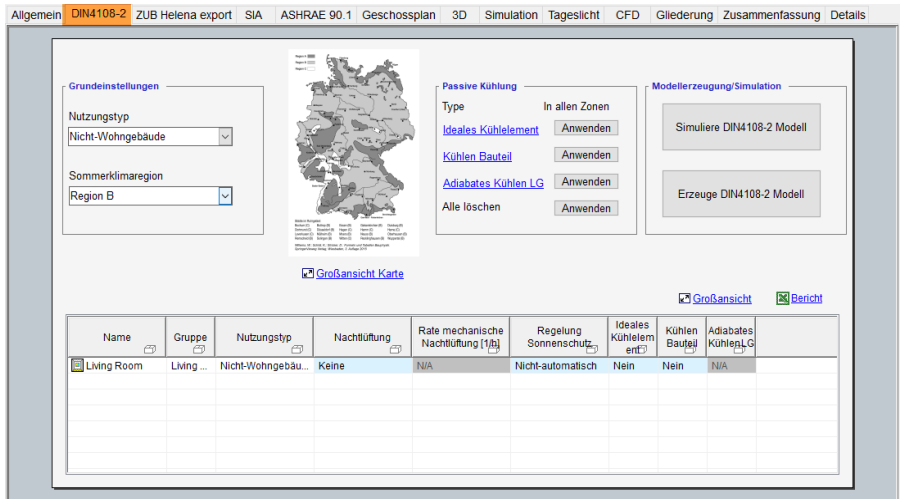 Allgemein DIN4108-2 ZUB Helena export SIA ASHRAE 90.1 Geschossplan 3D Simulation Tageslicht CFD Gliederung Zusammenfassung Details
Grundeinstellungen
Nutzungstyp
Nicht-Wohngebäude
Sommerklimaregion
Region B
Großansicht Karte
Passive Kühlung
Type In allen Zonen
Ideales Kühlelement Anwenden
Kühlen Bauteil Anwenden
Adiabates Kühlen LG Anwenden
Alle löschen Anwenden
Modellerzeugung/Simulation
Simuliere DIN4108-2 Modell
Erzeuge DIN4108-2 Modell
Großansicht Bericht
Name Gruppe Nutzungstyp Nachtlüftung Rate mechanische Nachtlüftung [1/h] Regelung Sonnenschutz Ideales Kühlelement Kühlen Bauteil Adiabates KühlenLG
Living Room Living ... Nicht-Wohngebäu... Keine N/A Nicht-automatisch Nein Nein N/A